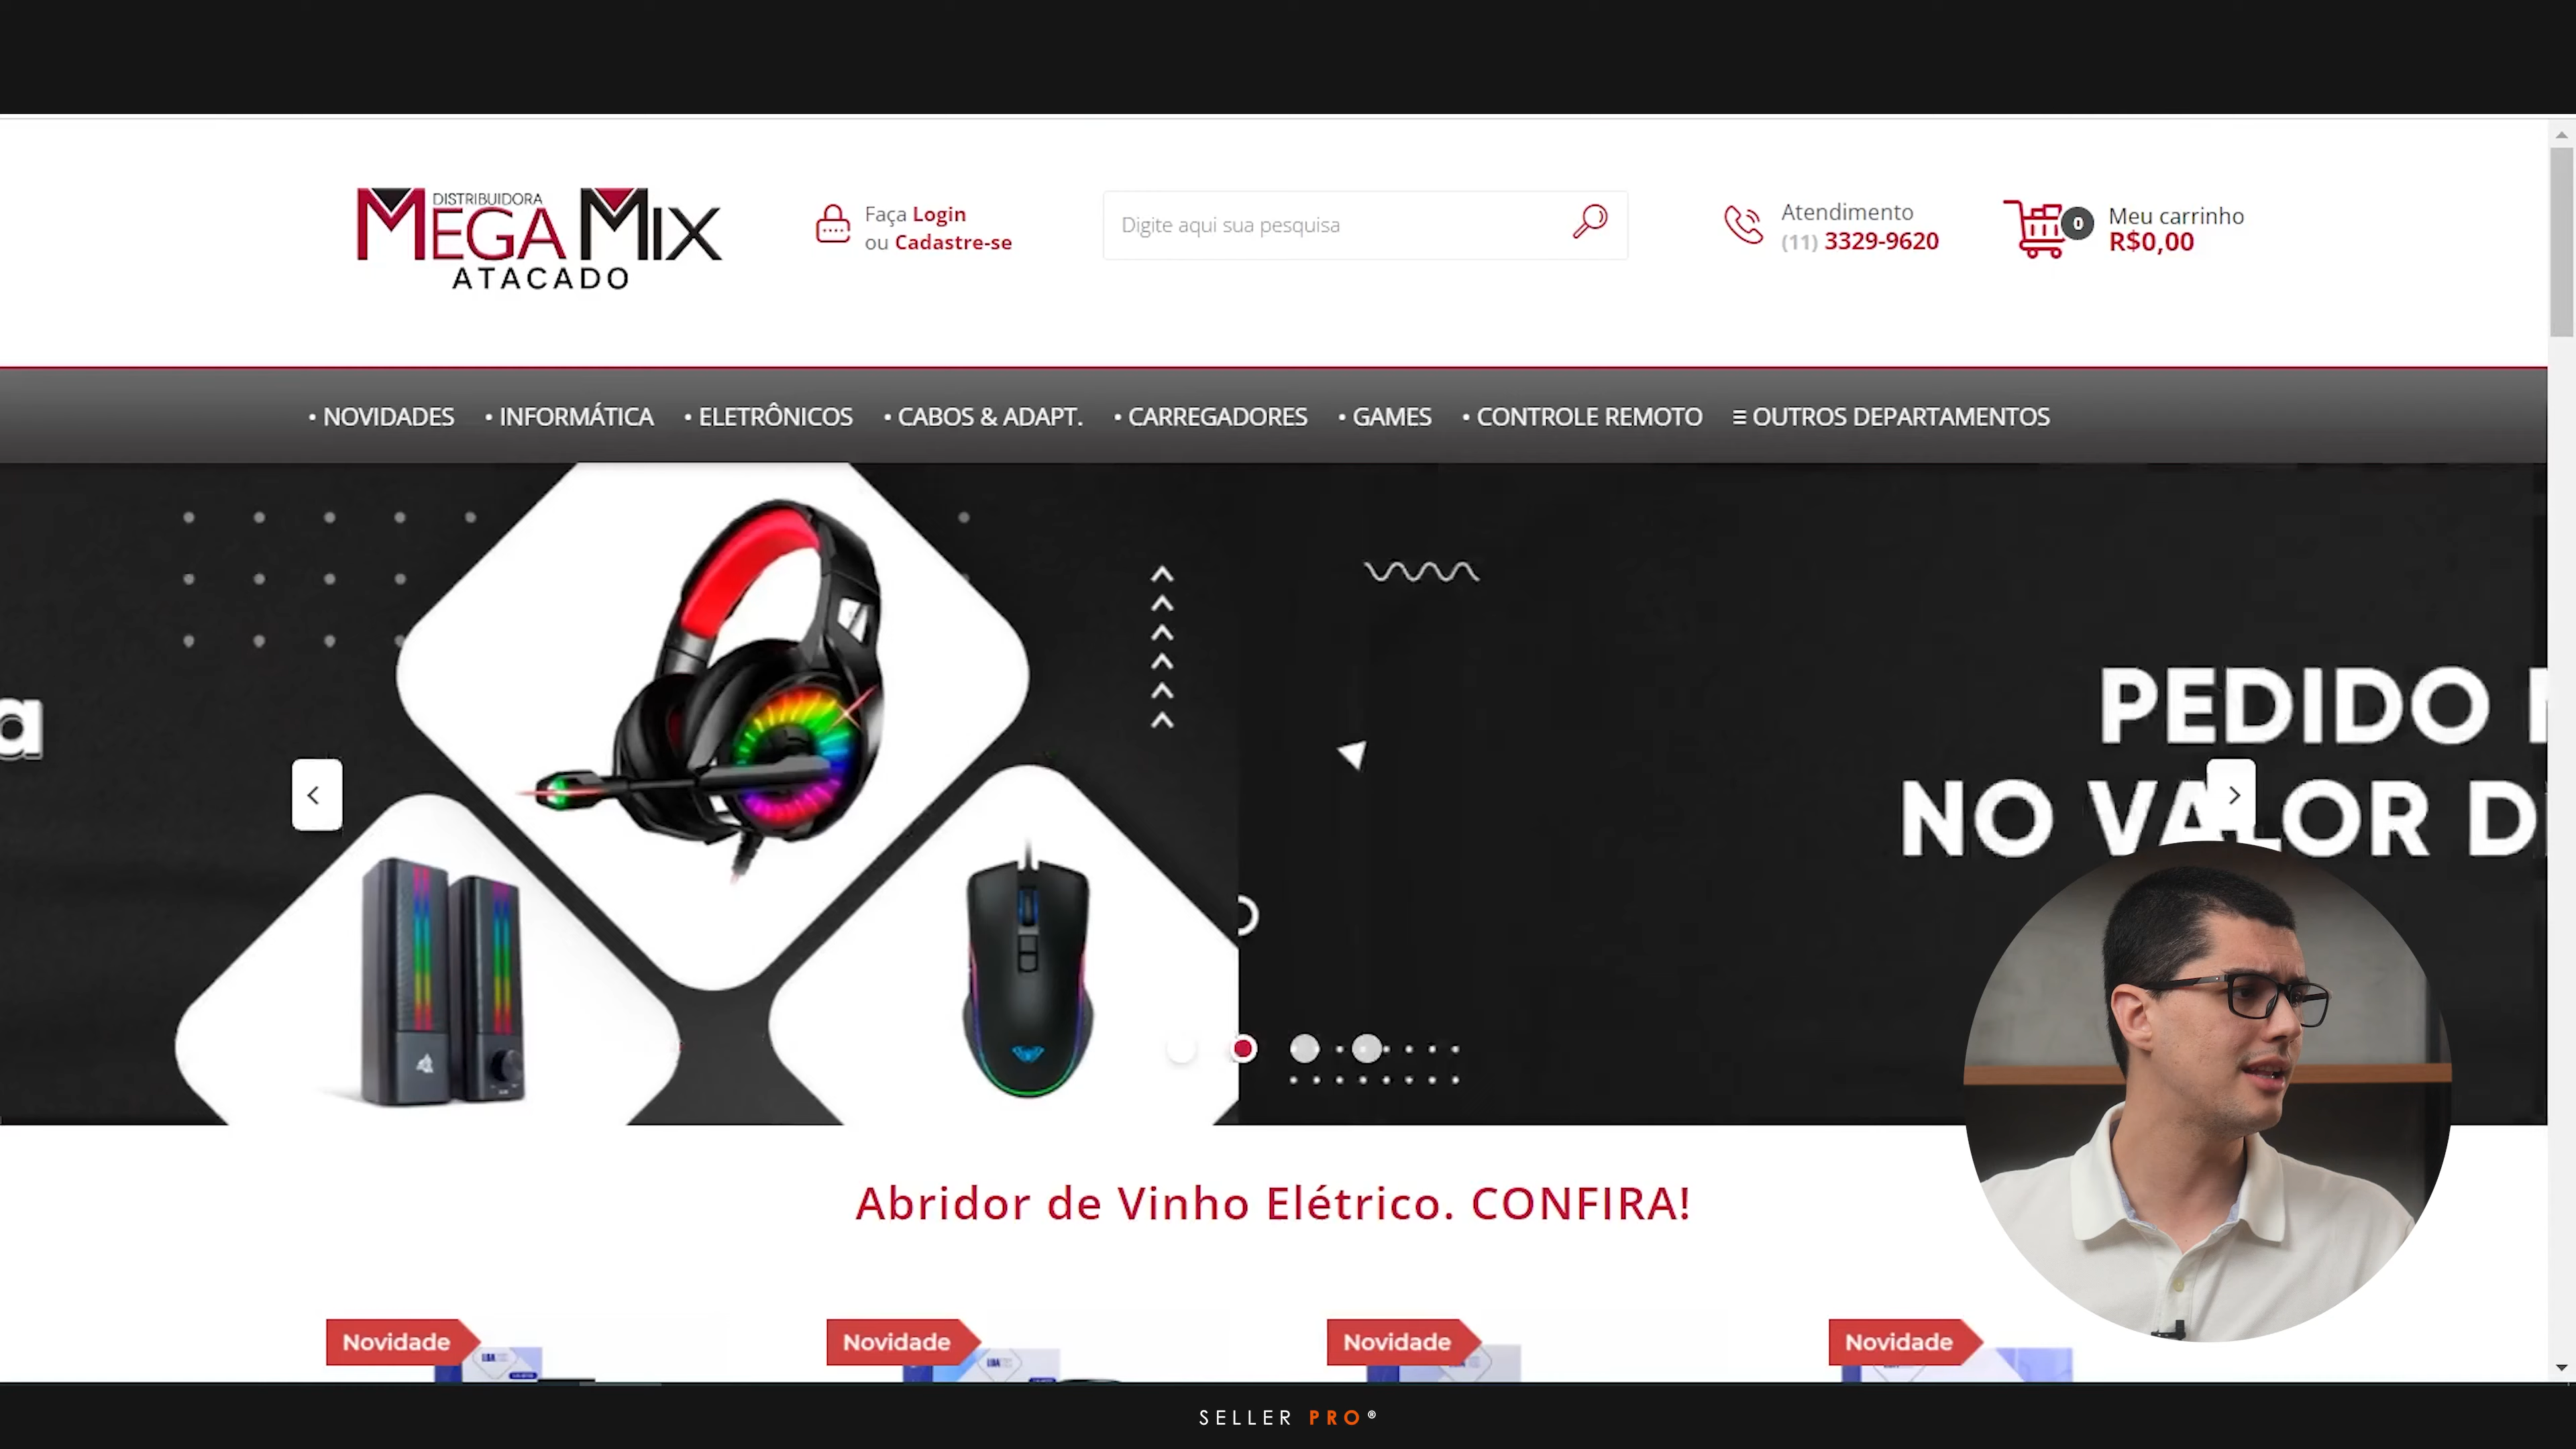 DISTRIBUIDORA
MEGA MIX
ATACADO
Faça Login
ou Cadastre-se
Digite aqui sua pesquisa
Atendimento
(11) 3329-9620
0
Meu carrinho
R$0,00
• NOVIDADES • INFORMÁTICA • ELETRÔNICOS • CABOS & ADAPT. • CARREGADORES • GAMES • CONTROLE REMOTO ≡ OUTROS DEPARTAMENTOS
a
PEDIDO
NO VALOR D
Abridor de Vinho Elétrico. CONFIRA!
Novidade Novidade Novidade Novidade
SELLER PRO®